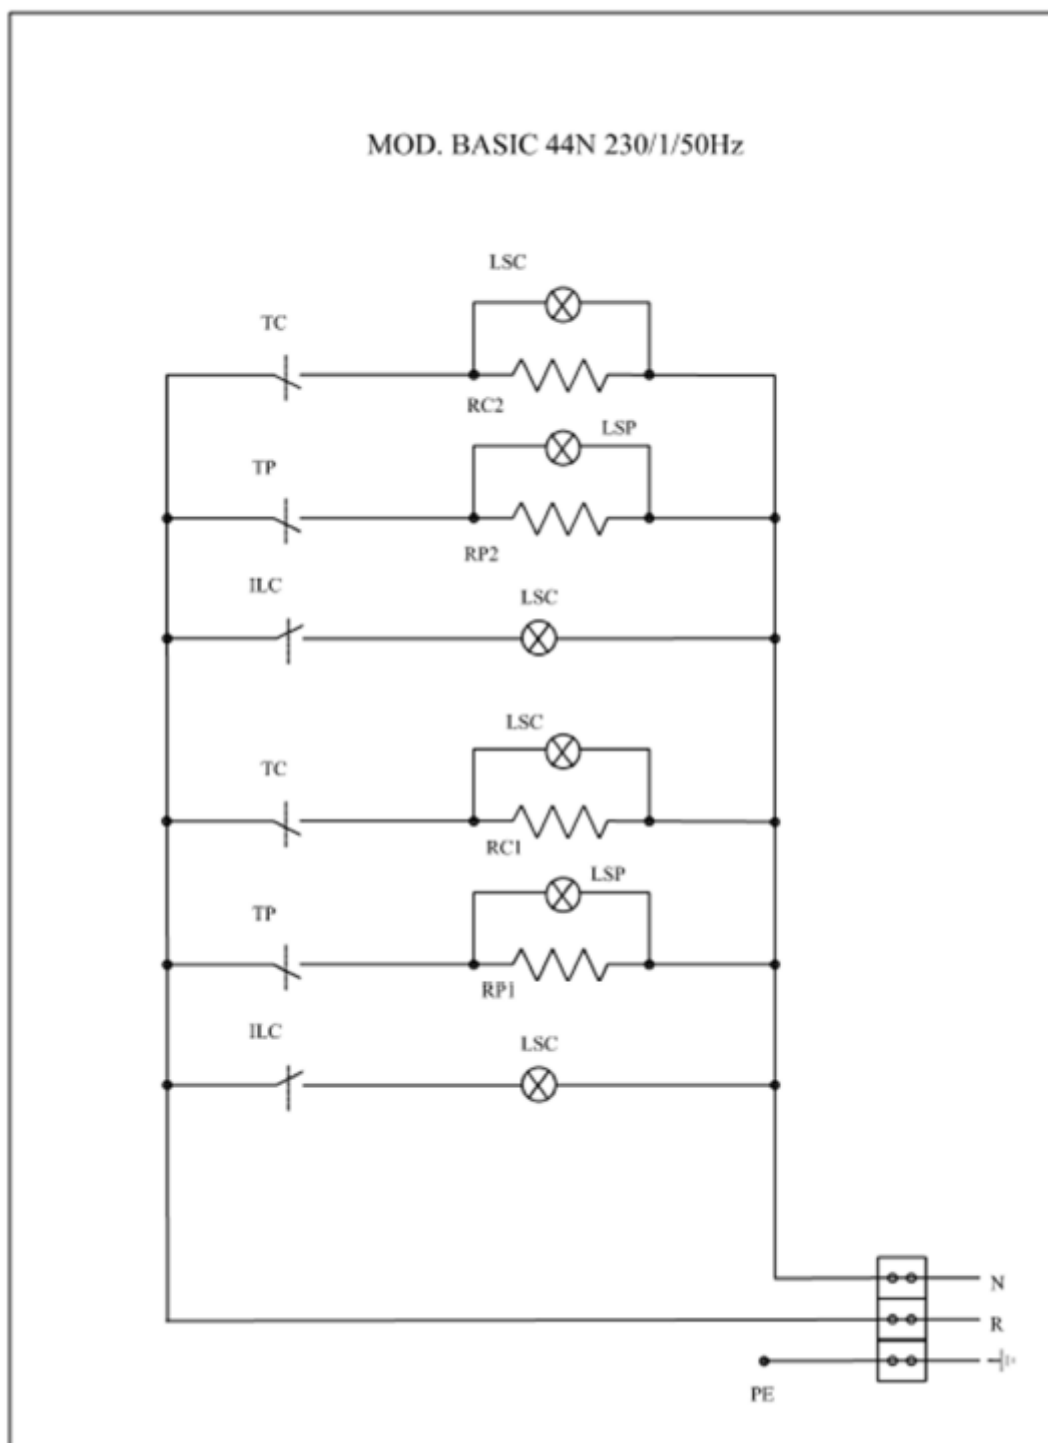 MOD. BASIC 44N 230/1/50Hz
LSC
TC
RC2
LSP
TP
RP2
ILC
LSC
LSC
TC
RC1
LSP
TP
RP1
ILC
LSC
N
R
PE